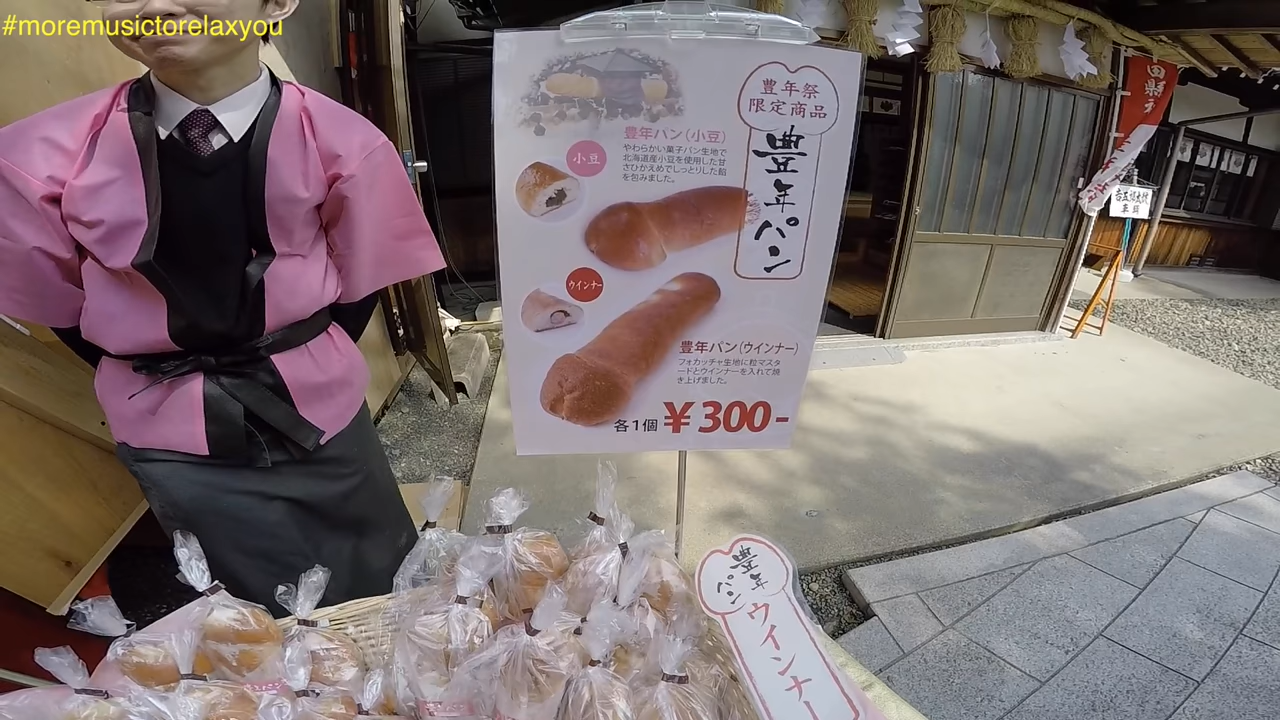 #moremusictorelaxyou
豊年祭
限定商品
豊年パン
豊年パン(小豆)
やわらかい菓子パン生地で
北海道産小豆を使用した甘
さひかえめでしっとりした餡
を包みました。
小豆
ウインナー
豊年パン(ウインナー)
フォカッチャ生地に粒マスタ
ードとウインナーを入れて焼
き上げました。
各1個 ¥300-
豊年
パン
ウインナー
田縣社